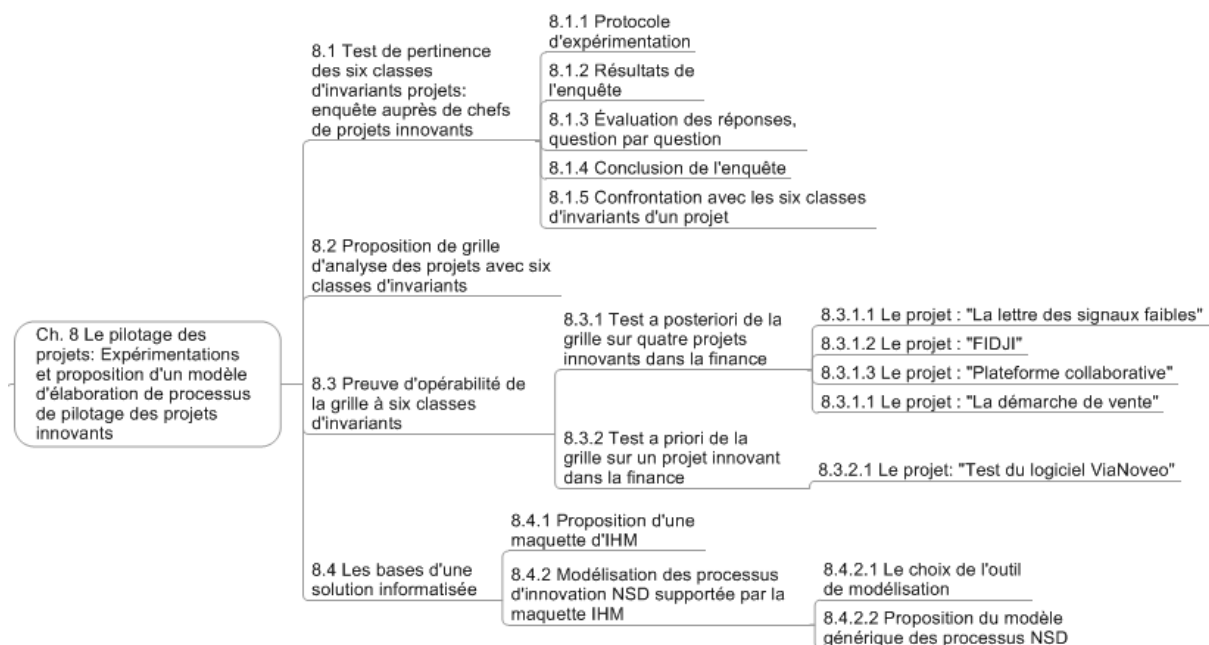 Ch. 8 Le pilotage des
projets: Expérimentations
et proposition d'un modèle
d'élaboration de processus
de pilotage des projets
innovants
8.1 Test de pertinence
des six classes
d'invariants projets:
enquête auprès de chefs
de projets innovants
8.1.1 Protocole
d'expérimentation
8.1.2 Résultats de
l'enquête
8.1.3 Évaluation des réponses,
question par question
8.1.4 Conclusion de l'enquête
8.1.5 Confrontation avec les six classes
d'invariants d'un projet
8.2 Proposition de grille
d'analyse des projets avec six
classes d'invariants
8.3 Preuve d'opérabilité de
la grille à six classes
d'invariants
8.3.1 Test a posteriori de la
grille sur quatre projets
innovants dans la finance
8.3.1.1 Le projet : "La lettre des signaux faibles"
8.3.1.2 Le projet : "FIDJI"
8.3.1.3 Le projet : "Plateforme collaborative"
8.3.1.1 Le projet : "La démarche de vente"
8.3.2 Test a priori de la
grille sur un projet innovant
dans la finance
8.3.2.1 Le projet: "Test du logiciel ViaNoveo"
8.4 Les bases d'une
solution informatisée
8.4.1 Proposition d'une
maquette d'IHM
8.4.2 Modélisation des processus
d'innovation NSD supportée par la
maquette IHM
8.4.2.1 Le choix de l'outil
de modélisation
8.4.2.2 Proposition du modèle
générique des processus NSD